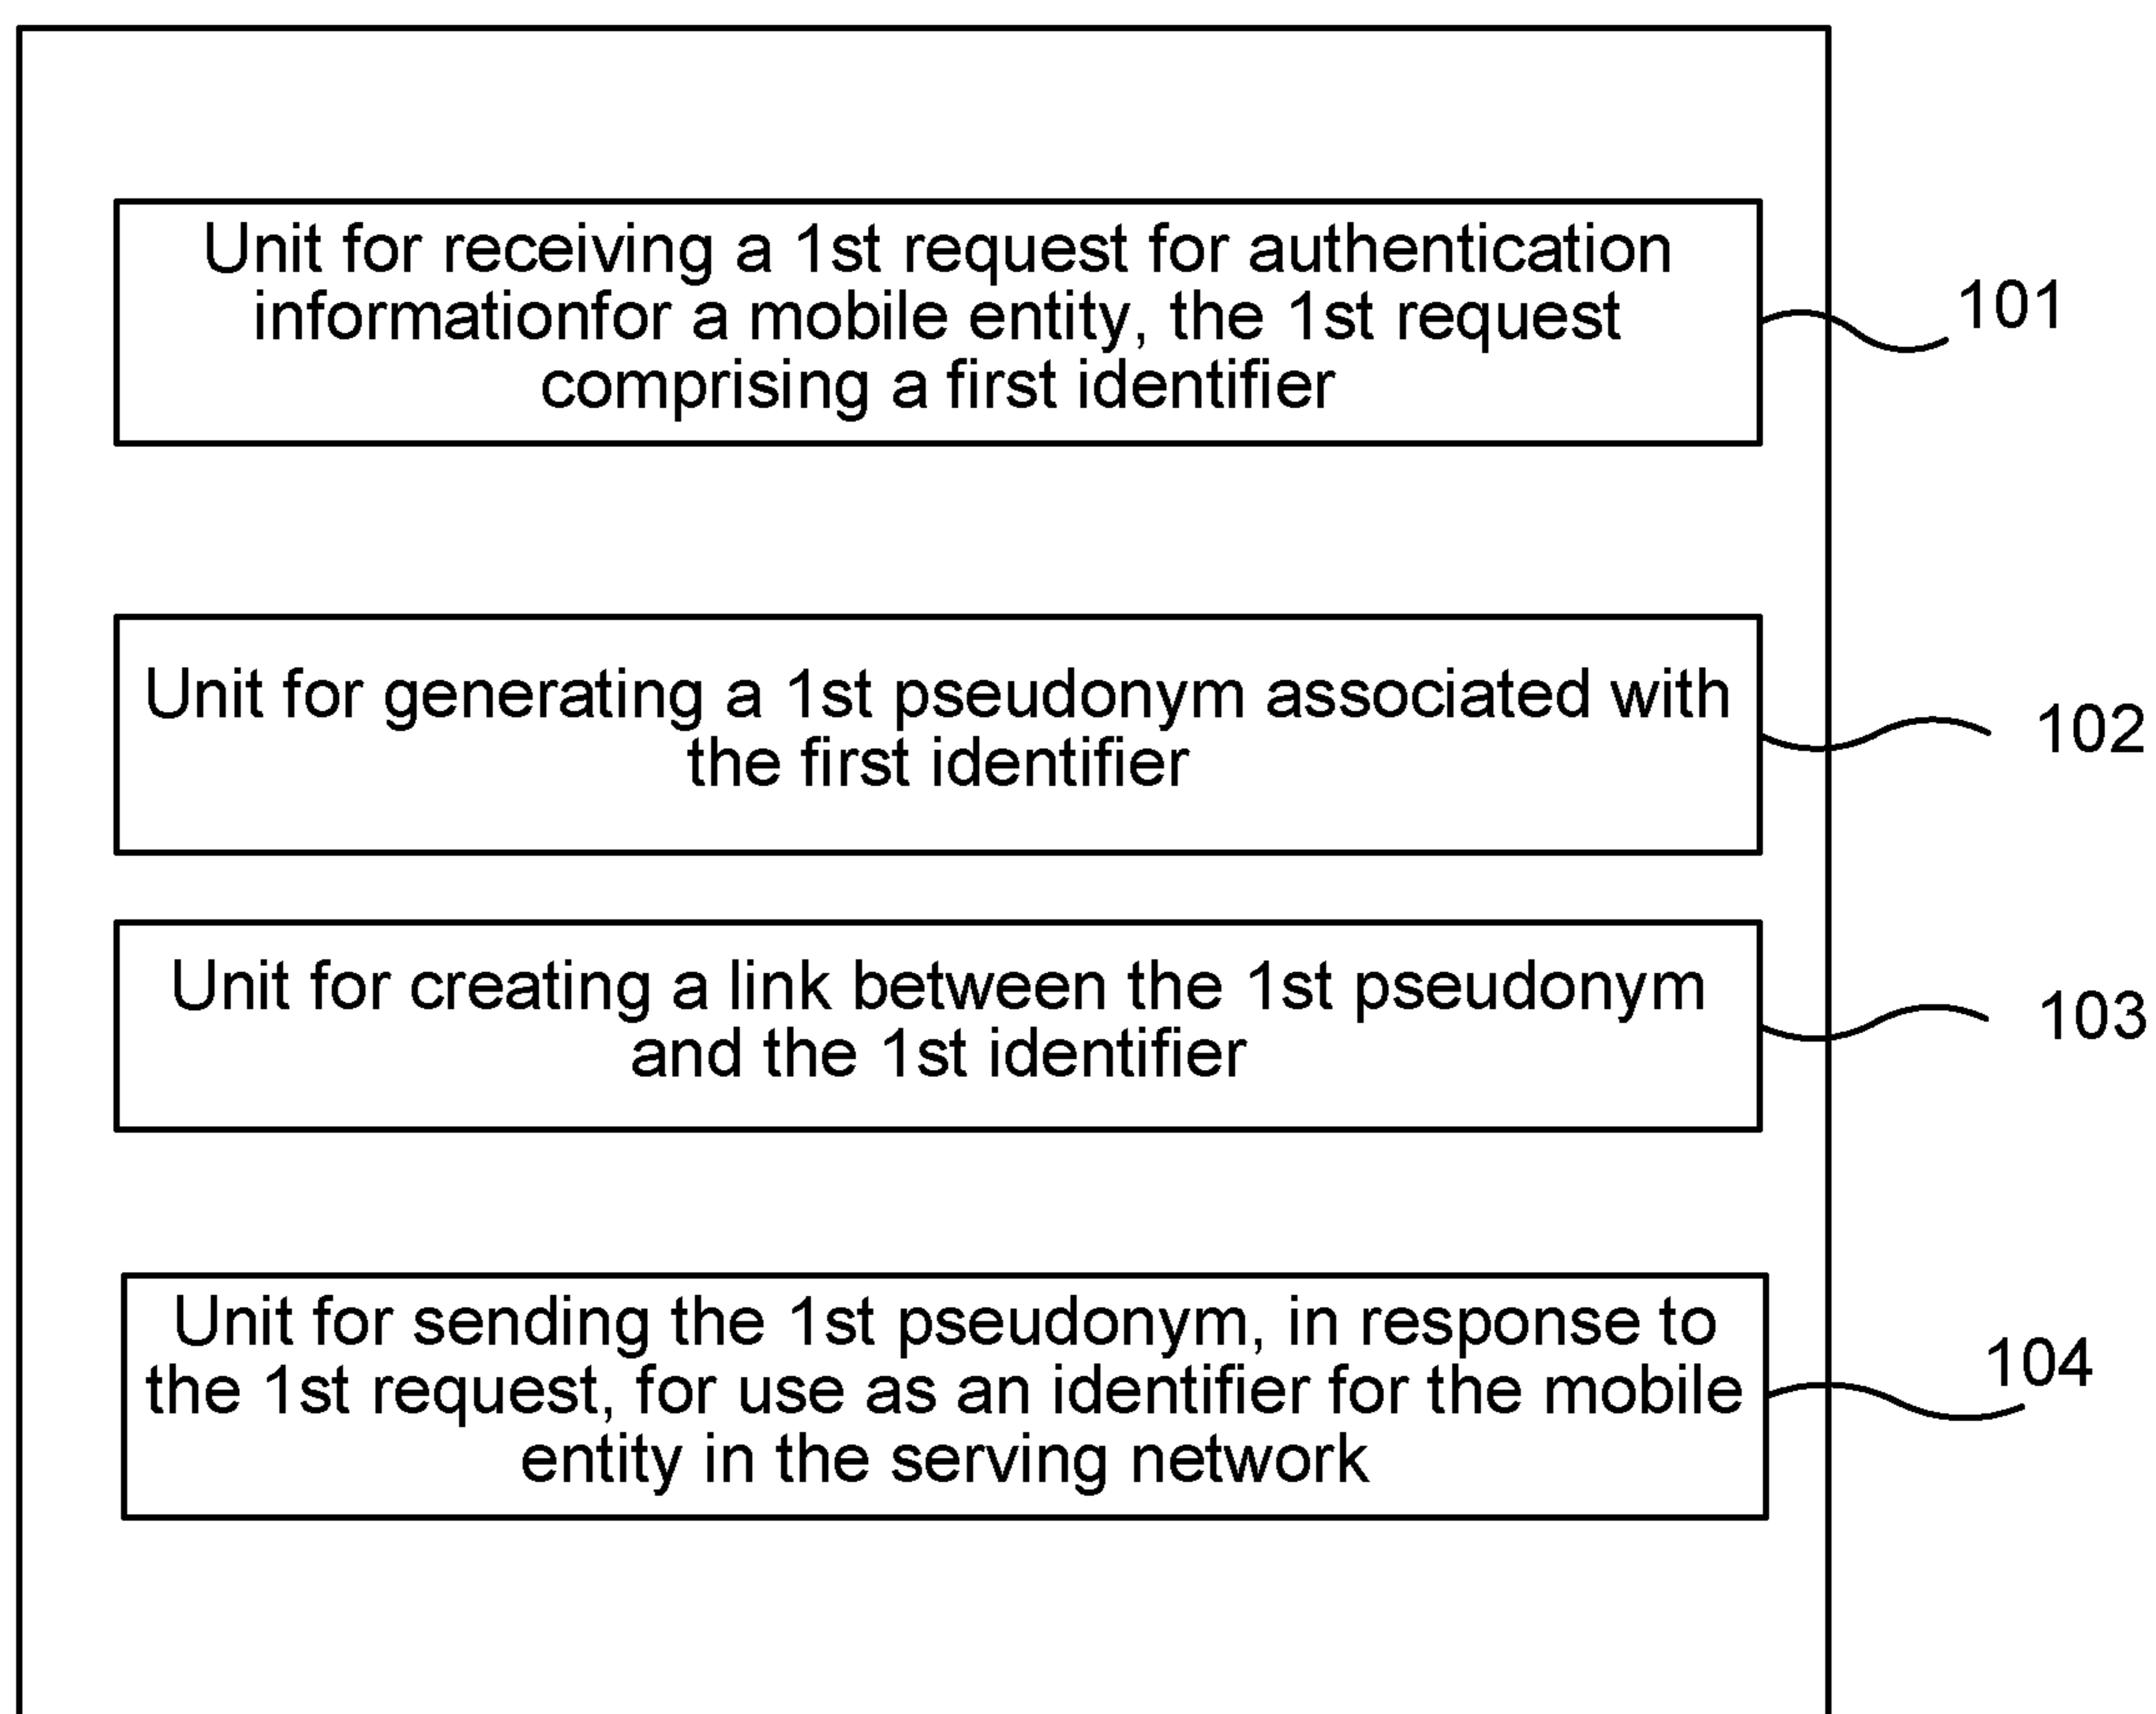 Unit for receiving a 1st request for authentication
informationfor a mobile entity, the 1st request
comprising a first identifier
101
Unit for generating a 1st pseudonym associated with
the first identifier
102
Unit for creating a link between the 1st pseudonym
and the 1st identifier
103
Unit for sending the 1st pseudonym, in response to
the 1st request, for use as an identifier for the mobile
entity in the serving network
104